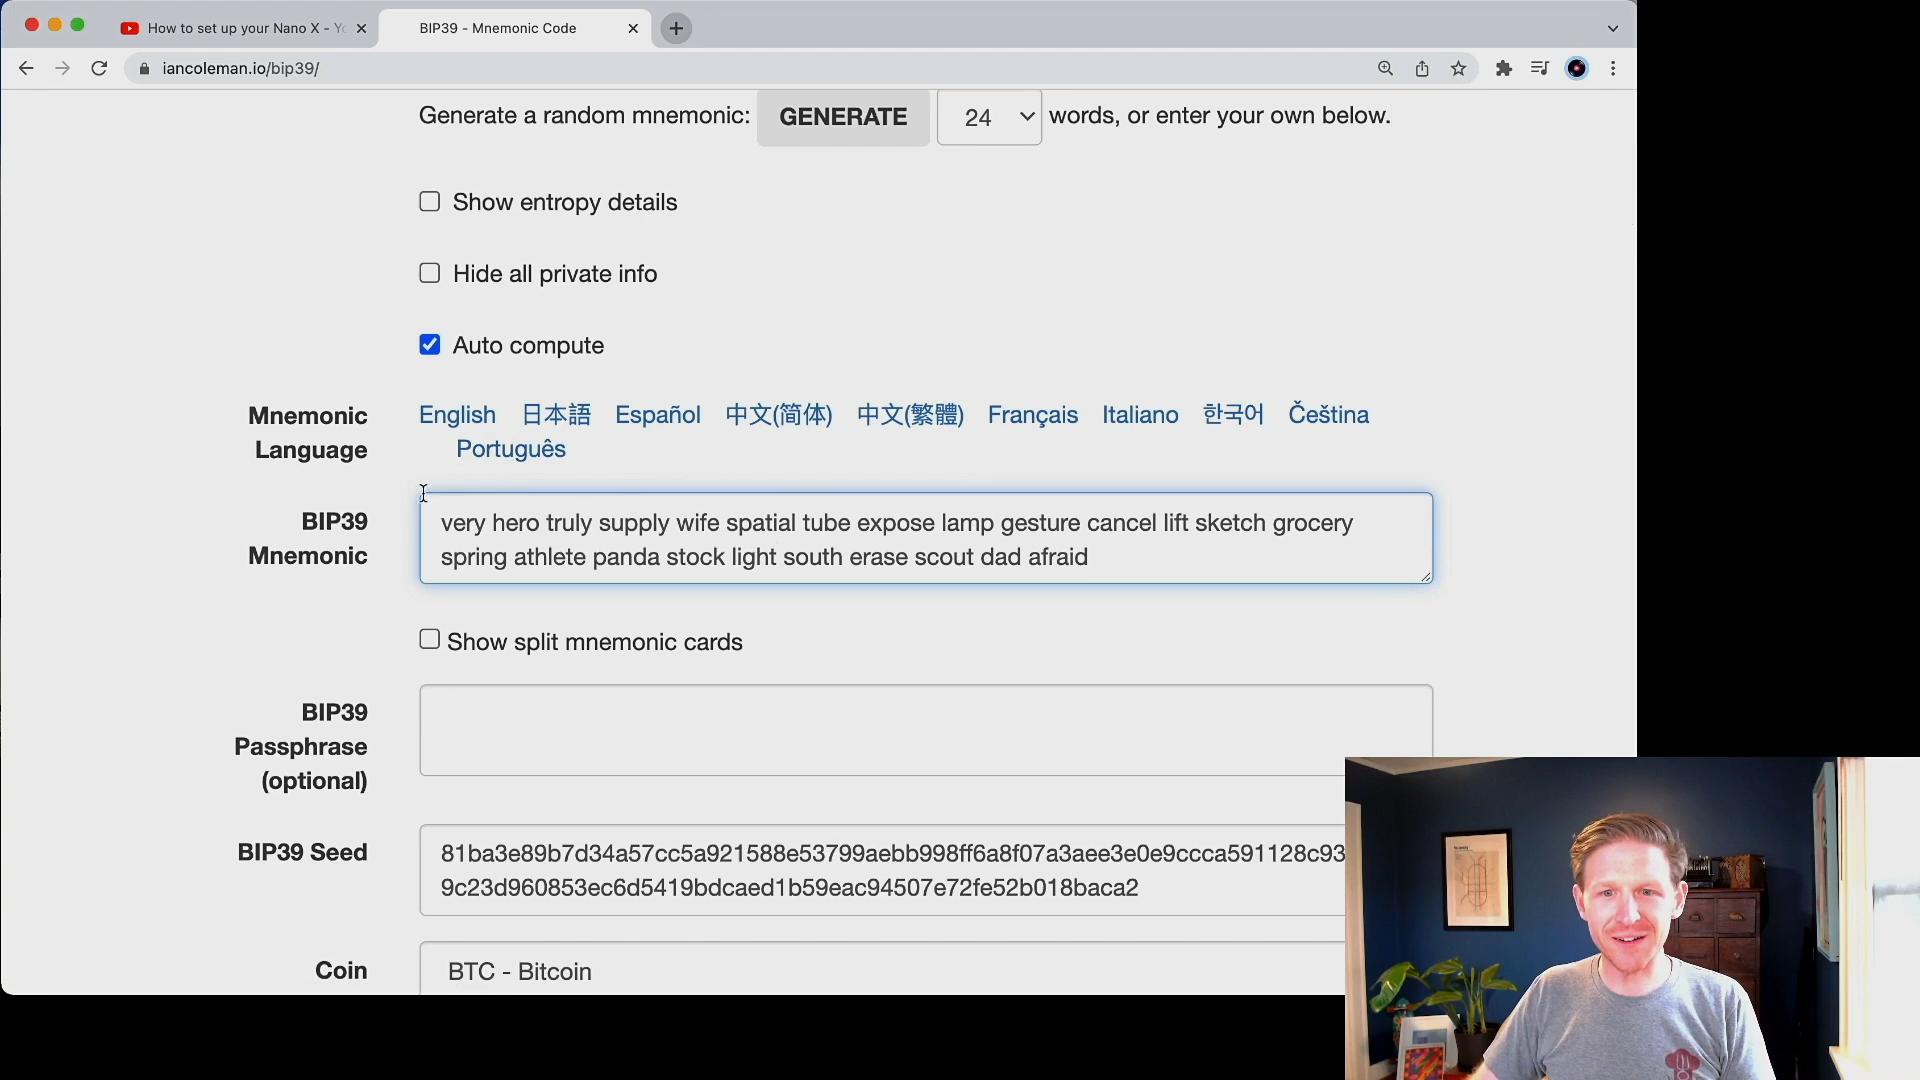 How to set up your Nano X - Yo
BIP39 - Mnemonic Code
iancoleman.io/bip39/
Generate a random mnemonic: GENERATE 24 words, or enter your own below.
Show entropy details
Hide all private info
Auto compute
Mnemonic Language
English 日本語 Español 中文(简体) 中文(繁體) Français Italiano 한국어 Čeština
Português
BIP39 Mnemonic
very hero truly supply wife spatial tube expose lamp gesture cancel lift sketch grocery
spring athlete panda stock light south erase scout dad afraid
Show split mnemonic cards
BIP39
Passphrase
(optional)
BIP39 Seed
81ba3e89b7d34a57cc5a921588e53799aebb998ff6a8f07a3aee3e0e9ccca591128c93
9c23d960853ec6d5419bdcaed1b59eac94507e72fe52b018baca2
Coin
BTC - Bitcoin